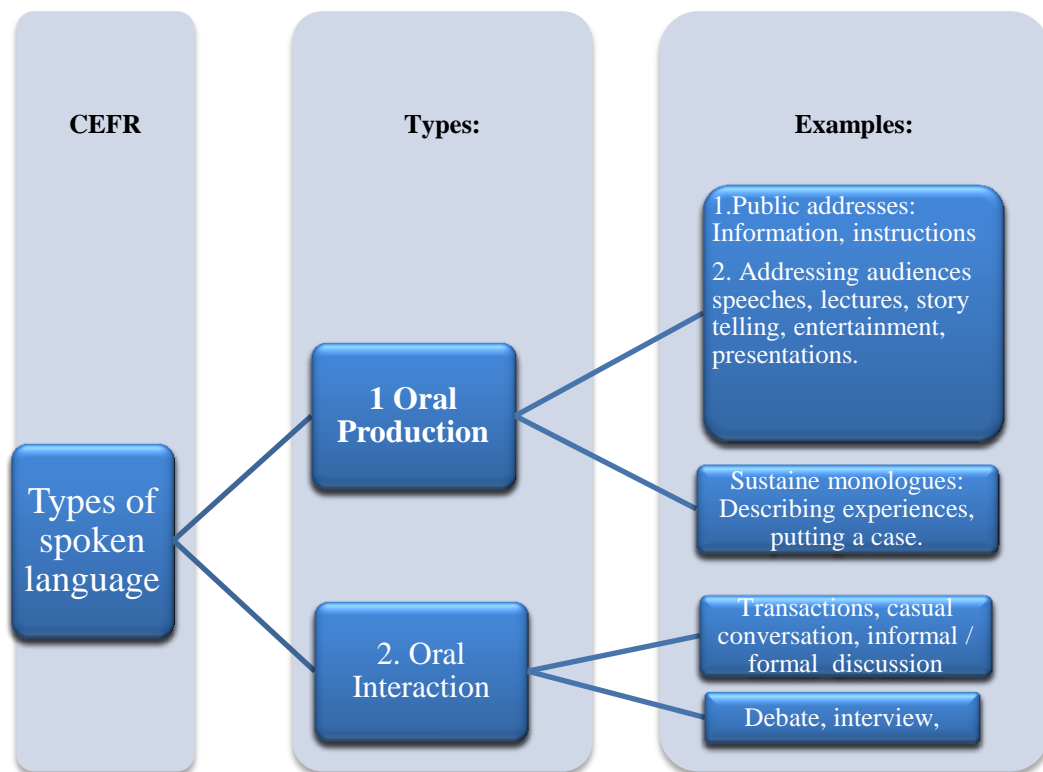 CEFR
Types:
Examples:
Types of
spoken
language
1 Oral
Production
2. Oral
Interaction
1.Public addresses:
Information, instructions
2. Addressing audiences
speeches, lectures, story
telling, entertainment,
presentations.
Sustaine monologues:
Describing experiences,
putting a case.
Transactions, casual
conversation, informal /
formal discussion
Debate, interview,